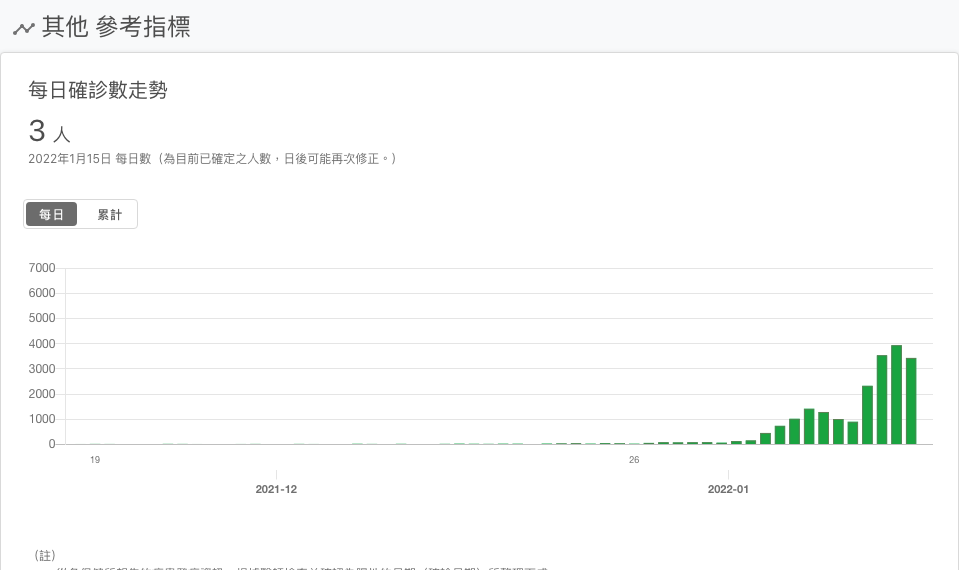 其他 參考指標
每日確診數走勢
3 人
2022年1月15日 每日數（為目前已確定之人數，日後可能再次修正。）
每日 累計
7000
6000
5000
4000
3000
2000
1000
0
19 26
2021-12 2022-01
（註）